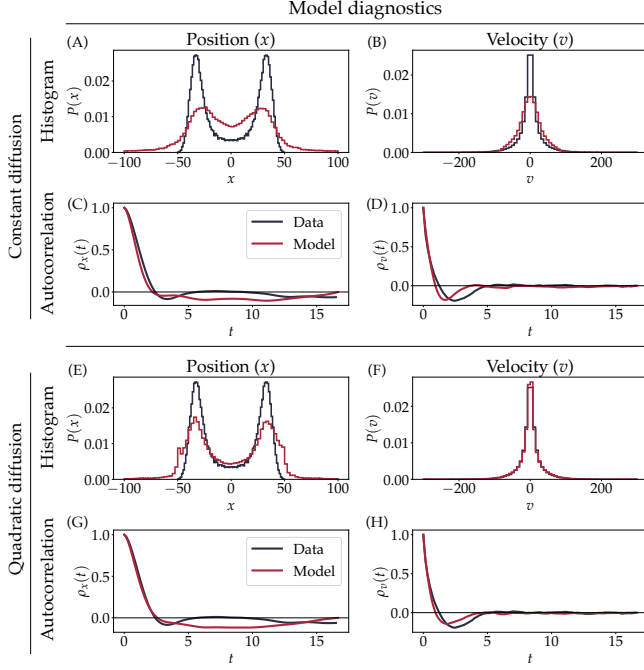 Model diagnostics
Constant diffusion
Histogram
(A) Position (x)
P(x)
0.02
0.01
0.00
−100 −50 0 50 100
x
(B) Velocity (v)
P(v)
0.02
0.01
0.00
−200 0 200
v
Autocorrelation
(C)
ρx(t)
1.0
0.5
0.0
0 5 10 15
t
Data
Model
(D)
ρv(t)
1.0
0.5
0.0
0 5 10 15
t
Quadratic diffusion
Histogram
(E) Position (x)
P(x)
0.02
0.01
0.00
−100 −50 0 50 100
x
(F) Velocity (v)
P(v)
0.02
0.01
0.00
−200 0 200
v
Autocorrelation
(G)
ρx(t)
1.0
0.5
0.0
0 5 10 15
t
Data
Model
(H)
ρv(t)
1.0
0.5
0.0
0 5 10 15
t